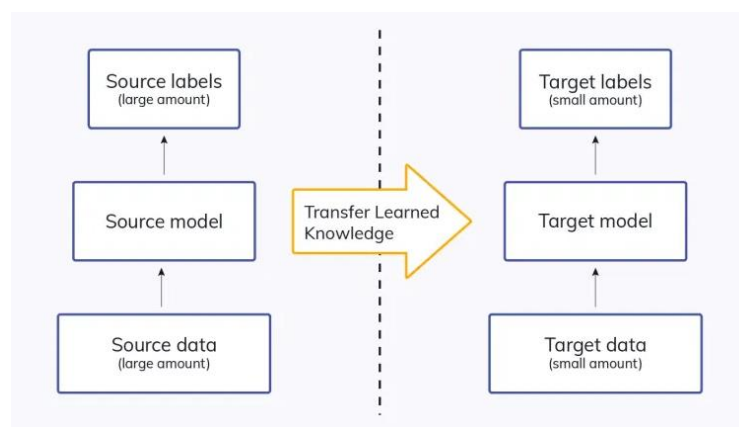 Source labels
(large amount)
Target labels
(small amount)
Source model
Transfer Learned
Knowledge
Target model
Source data
(large amount)
Target data
(small amount)